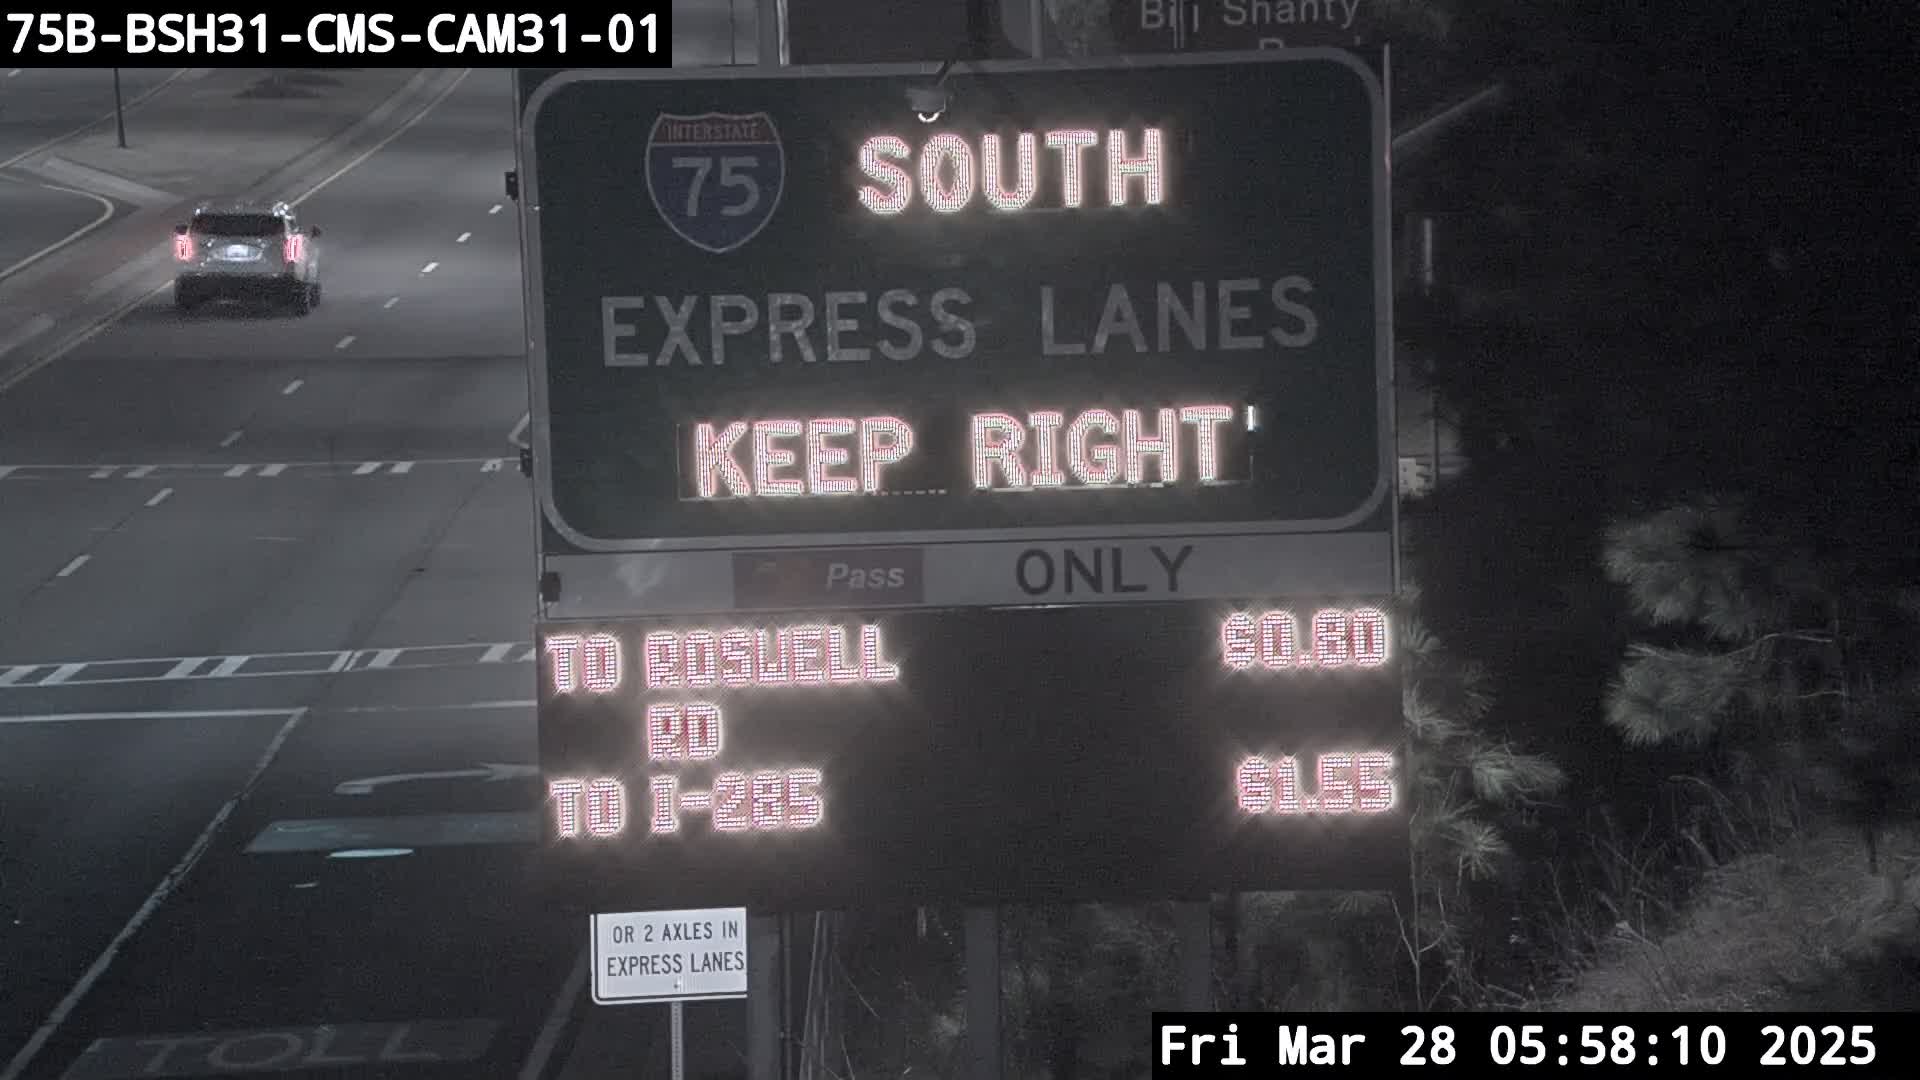 75B-BSH31-CMS-CAM31-01
Shanty
INTERSTATE
75
SOUTH
EXPRESS LANES
KEEP RIGHT
Pass ONLY
TO ROSWELL $0.80
RD
TO I-285 $1.55
OR 2 AXLES IN
EXPRESS LANES
TOLL
Fri Mar 28 05:58:10 2025